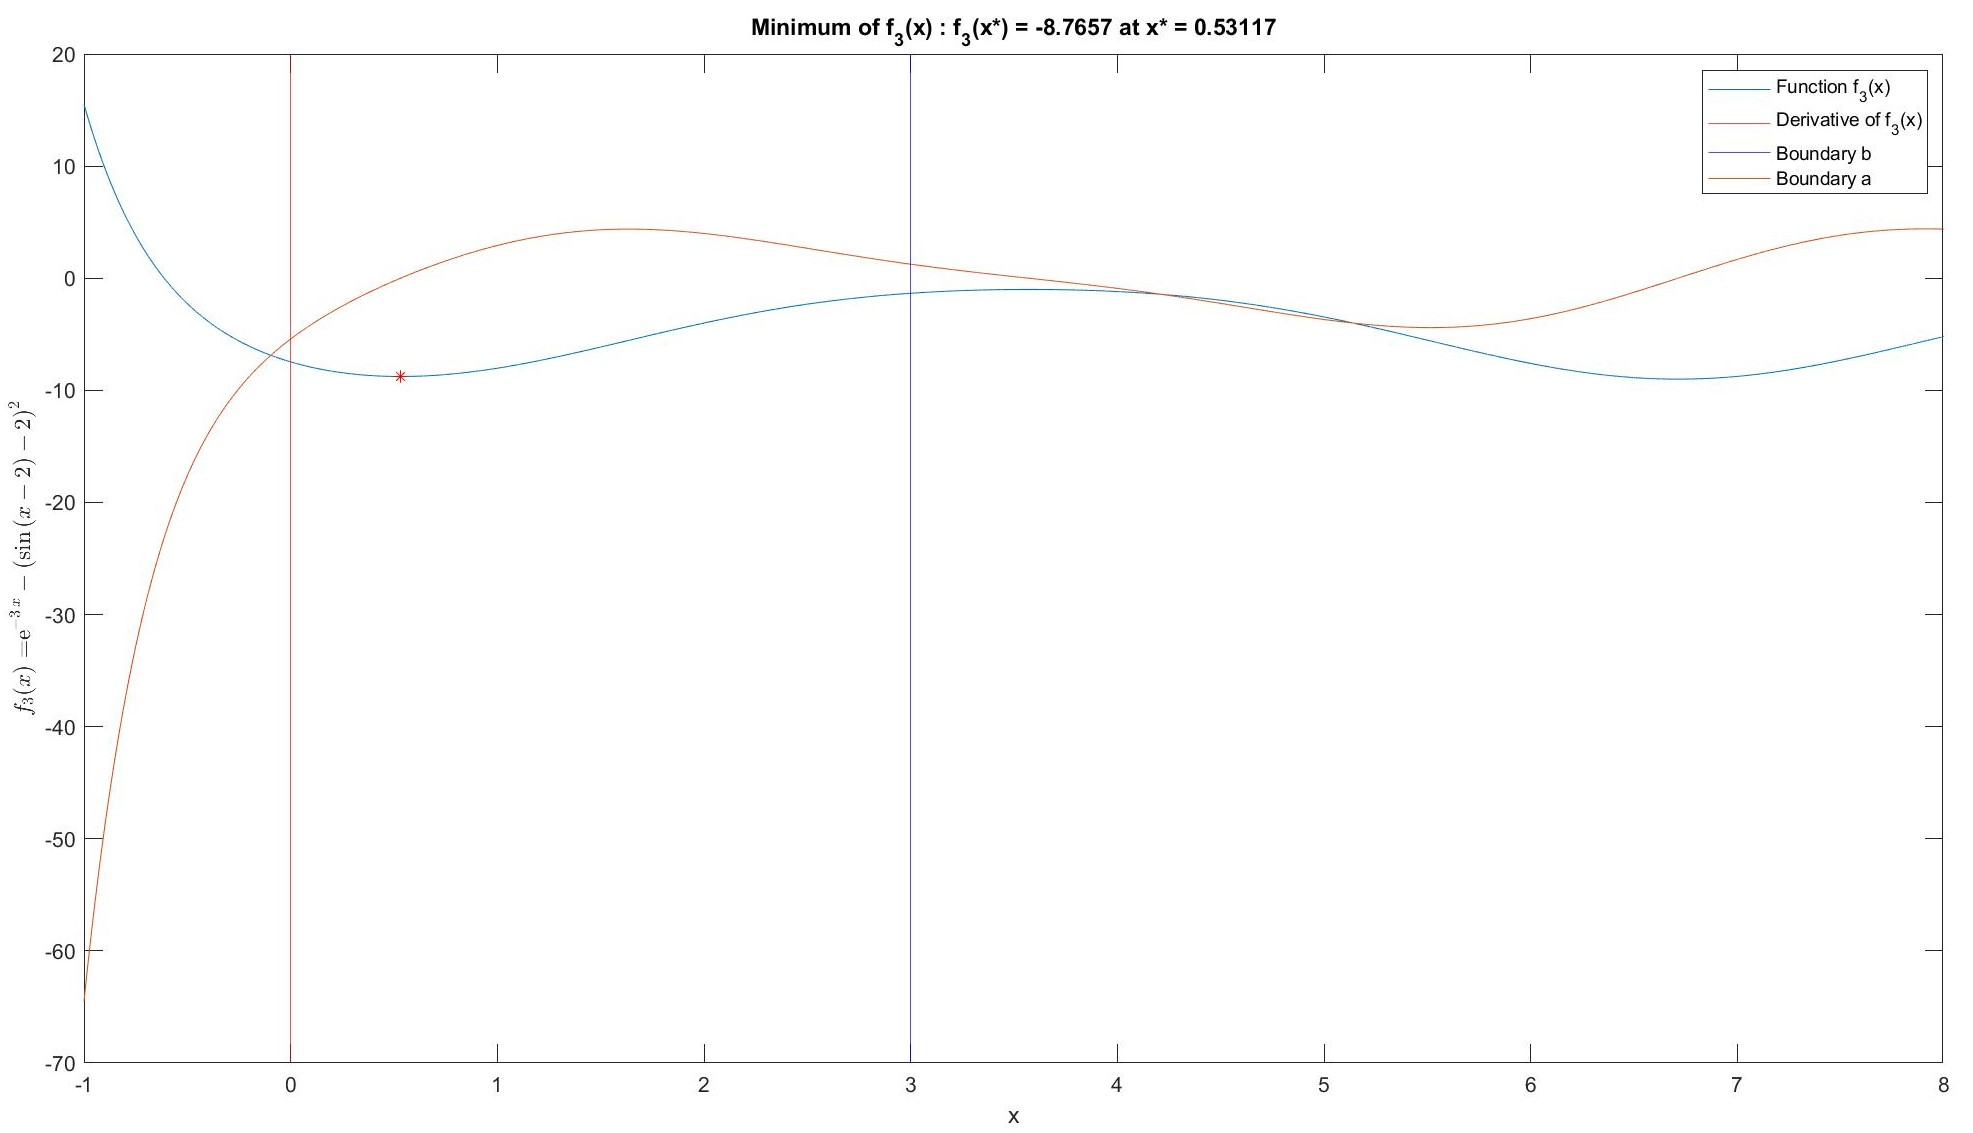 Minimum of f₃(x) : f₃(x*) = -8.7657 at x* = 0.53117
20
10
0
-10
-20
-30
-40
-50
-60
-70
f₃(x) =e⁻³ˣ − (sin (x − 2) − 2)²
Function f₃(x)
Derivative of f₃(x)
Boundary b
Boundary a
-1 0 1 2 3 4 5 6 7 8
x